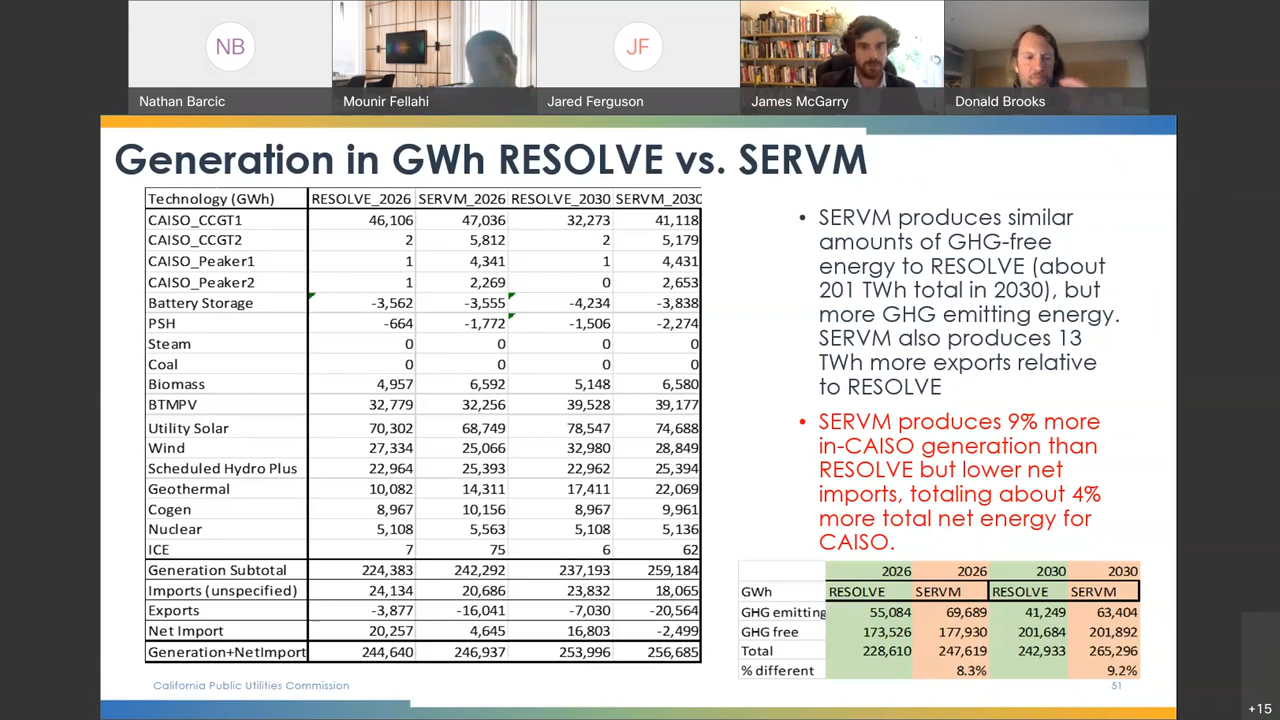 NB
JF
Nathan Barcic
Mounir Fellahi
Jared Ferguson
James McGarry
Donald Brooks
Generation in GWh RESOLVE vs. SERVM
Technology (GWh) RESOLVE_2026 SERVM_2026 RESOLVE_2030 SERVM_2030
CAISO_CCGT1 46,106 47,036 32,273 41,118
CAISO_CCGT2 2 5,812 2 5,179
CAISO_Peaker1 1 4,341 1 4,431
CAISO_Peaker2 1 2,269 0 2,653
Battery Storage -3,562 -3,555 -4,234 -3,838
PSH -664 -1,772 -1,506 -2,274
Steam 0 0 0 0
Coal 0 0 0 0
Biomass 4,957 6,592 5,148 6,580
BTMPV 32,779 32,256 39,528 39,177
Utility Solar 70,302 68,749 78,547 74,688
Wind 27,334 25,066 32,980 28,849
Scheduled Hydro Plus 22,964 25,393 22,962 25,394
Geothermal 10,082 14,311 17,411 22,069
Cogen 8,967 10,156 8,967 9,961
Nuclear 5,108 5,563 5,108 5,136
ICE 7 75 6 62
Generation Subtotal 224,383 242,292 237,193 259,184
Imports (unspecified) 24,134 20,686 23,832 18,065
Exports -3,877 -16,041 -7,030 -20,564
Net Import 20,257 4,645 16,803 -2,499
Generation+NetImport 244,640 246,937 253,996 256,685
• SERVM produces similar
amounts of GHG-free
energy to RESOLVE (about
201 TWh total in 2030), but
more GHG emitting energy.
SERVM also produces 13
TWh more exports relative
to RESOLVE
• SERVM produces 9% more
in-CAISO generation than
RESOLVE but lower net
imports, totaling about 4%
more total net energy for
CAISO.
2026 2026 2030 2030
GWh RESOLVE SERVM RESOLVE SERVM
GHG emitting 55,084 69,689 41,249 63,404
GHG free 173,526 177,930 201,684 201,892
Total 228,610 247,619 242,933 265,296
% different 8.3% 9.2%
California Public Utilities Commission
51
+15